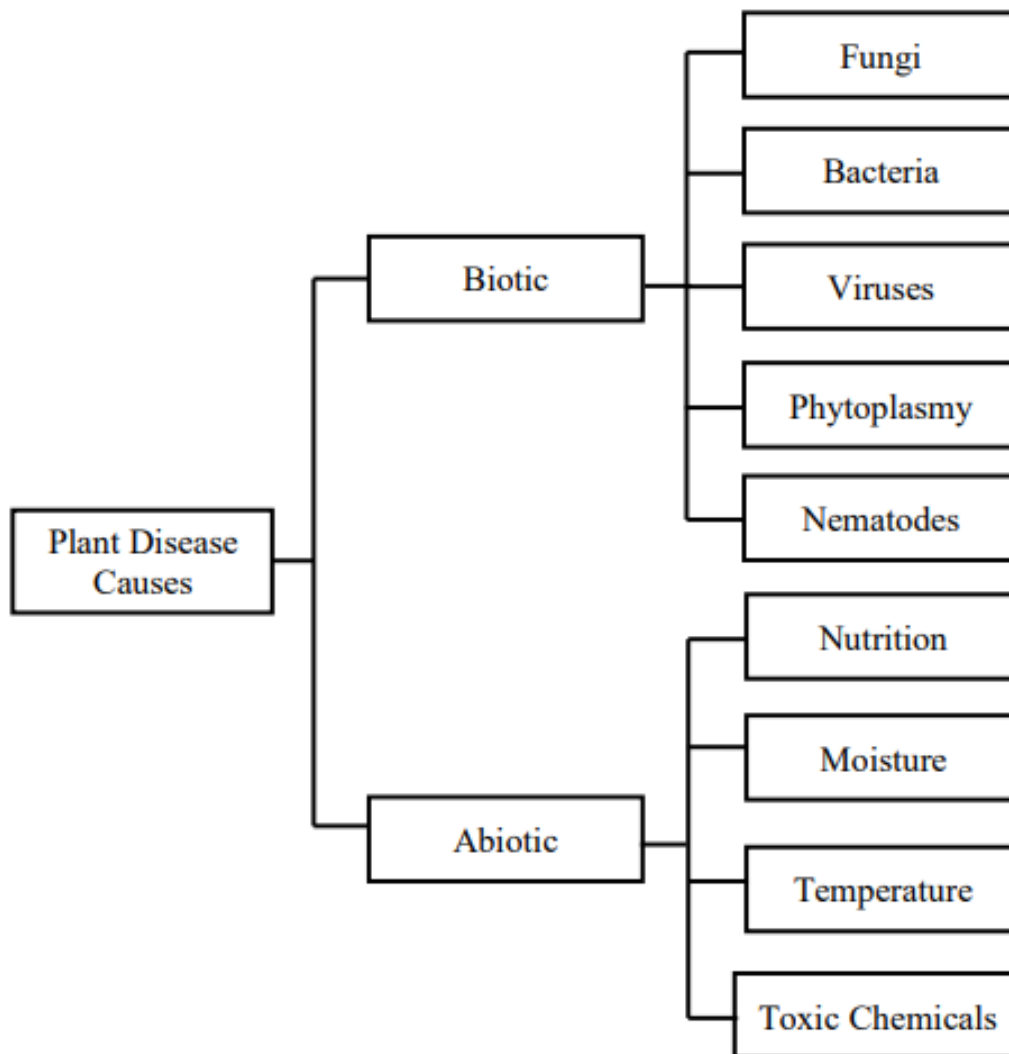 Fungi
Bacteria
Biotic
Viruses
Phytoplasmy
Nematodes
Plant Disease
Causes
Nutrition
Moisture
Abiotic
Temperature
Toxic Chemicals